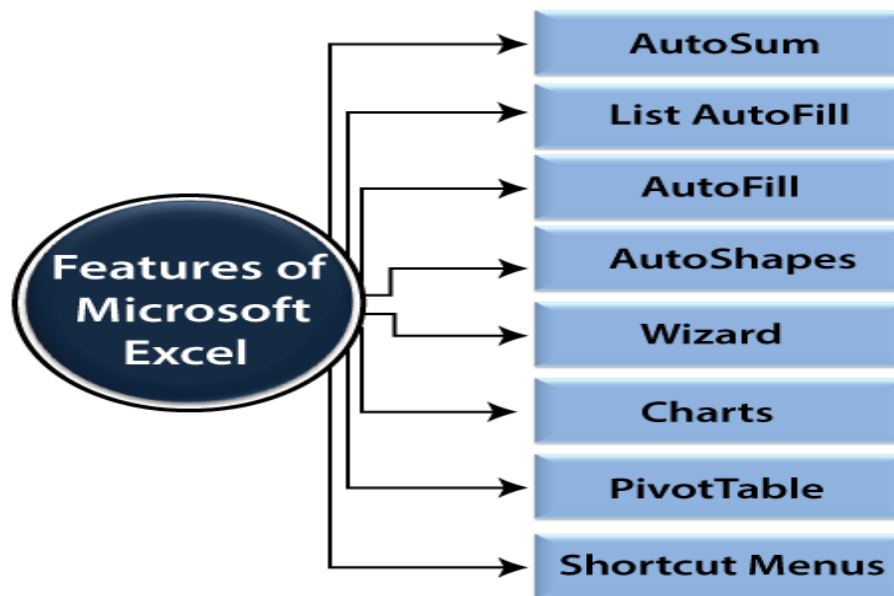 Features of
Microsoft
Excel
AutoSum
List AutoFill
AutoFill
AutoShapes
Wizard
Charts
PivotTable
Shortcut Menus